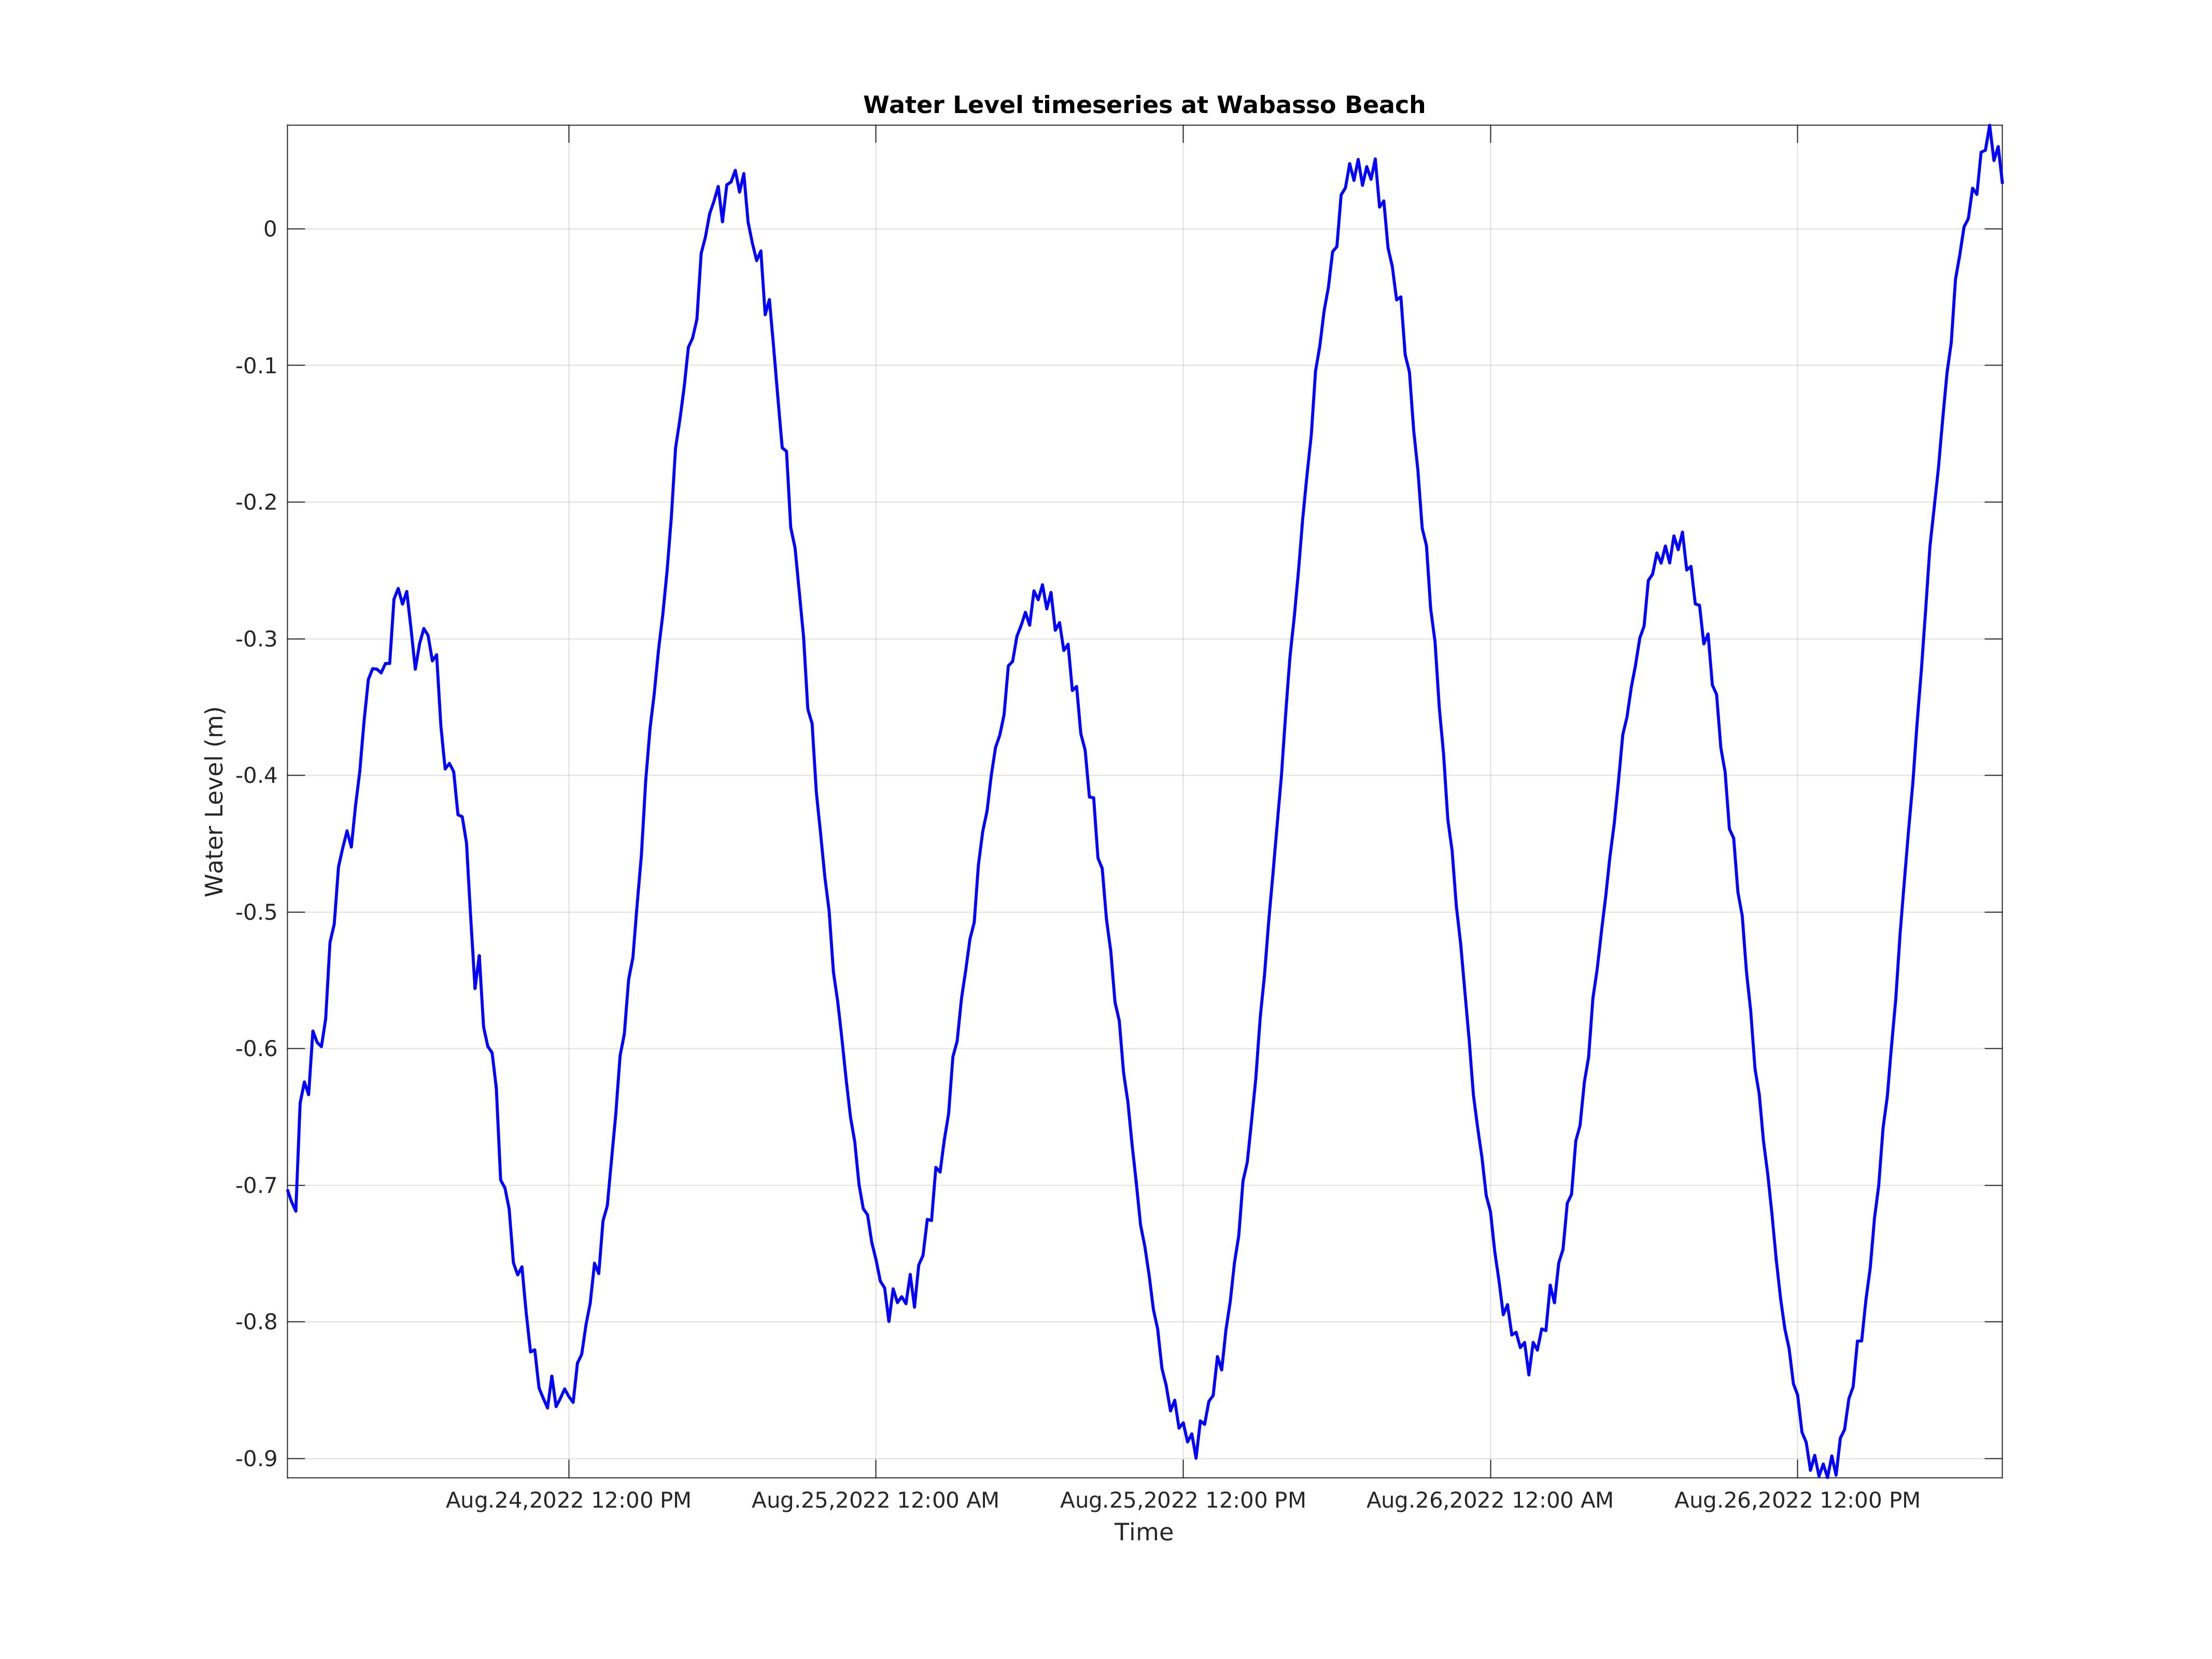 Water Level timeseries at Wabasso Beach
0
-0.1
-0.2
-0.3
-0.4
-0.5
-0.6
-0.7
-0.8
-0.9
Water Level (m)
Aug.24,2022 12:00 PM
Aug.25,2022 12:00 AM
Aug.25,2022 12:00 PM
Aug.26,2022 12:00 AM
Aug.26,2022 12:00 PM
Time